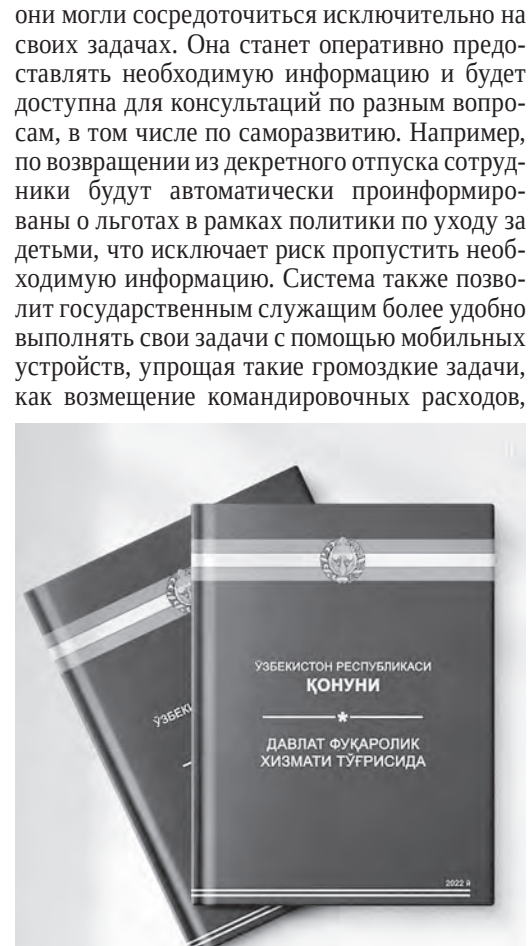 они могли сосредоточиться исключительно на
своих задачах. Она станет оперативно предо-
ставлять необходимую информацию и будет
доступна для консультаций по разным вопро-
сам, в том числе по саморазвитию. Например,
по возвращении из декретного отпуска сотруд-
ники будут автоматически проинформиро-
ваны о льготах в рамках политики по уходу за
детьми, что исключает риск пропустить необ-
ходимую информацию. Система также позво-
лит государственным служащим более удобно
выполнять свои задачи с помощью мобильных
устройств, упрощая такие громоздкие задачи,
как возмещение командировочных расходов,
ЎЗБЕКИСТОН РЕСПУБЛИКАСИ
ҚОНУНИ
ДАВЛАТ ФУҚАРОЛИК
ХИЗМАТИ ТЎҒРИСИДА
2022 й